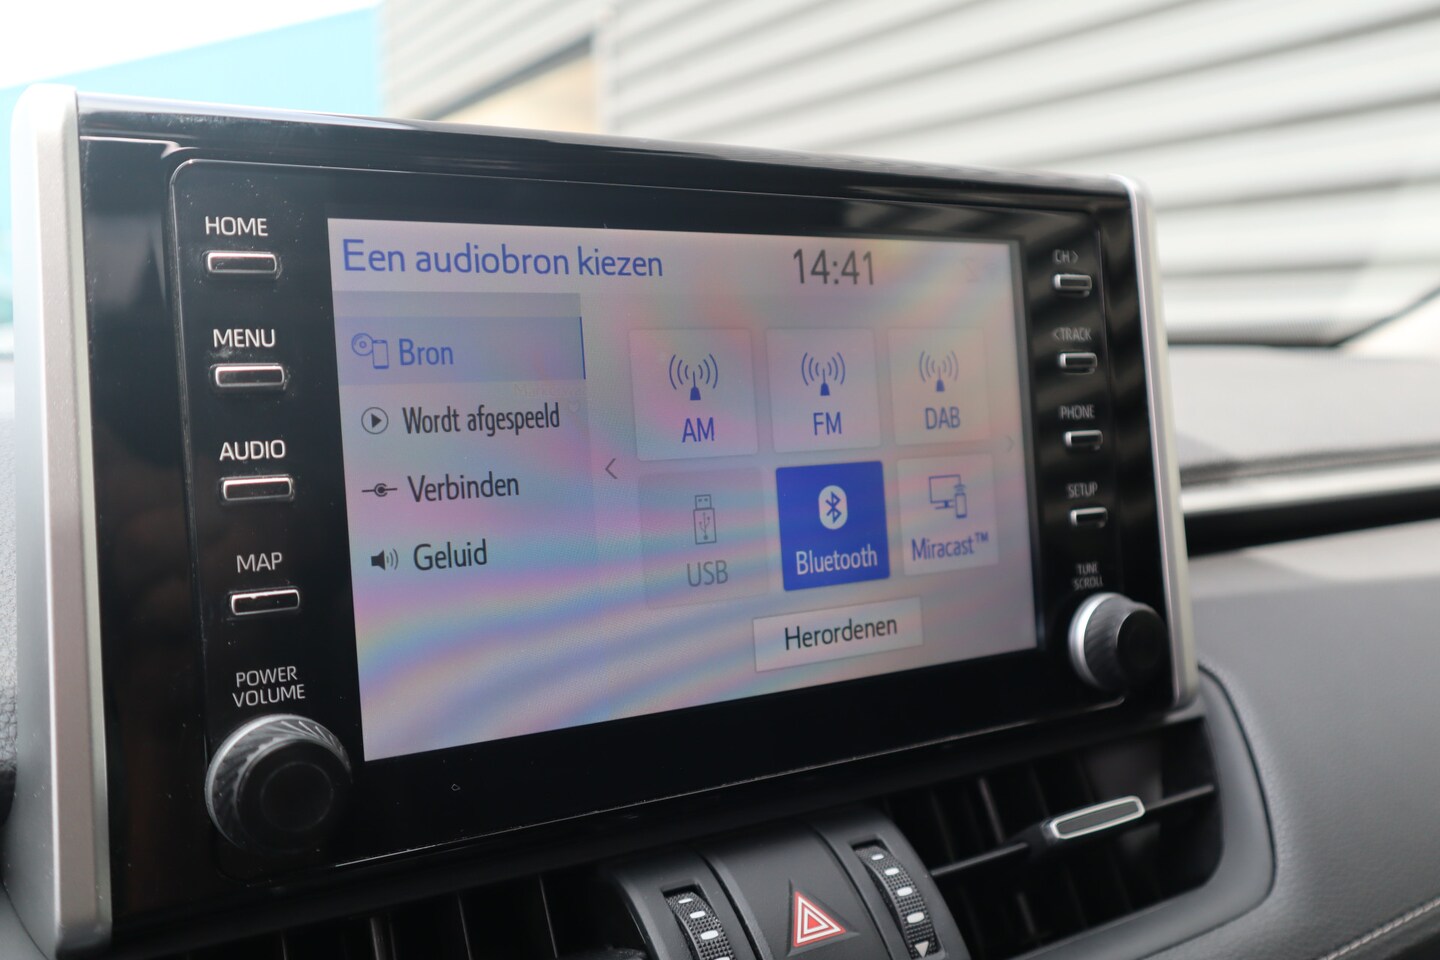 HOME
MENU
AUDIO
MAP
POWER
VOLUME
Een audiobron kiezen
14:41
Bron
Wordt afgespeeld
Verbinden
Geluid
AM
FM
DAB
USB
Bluetooth
Miracast™
Herordenen
CH >
< TRACK
PHONE
SETUP
TUNE
SCROLL